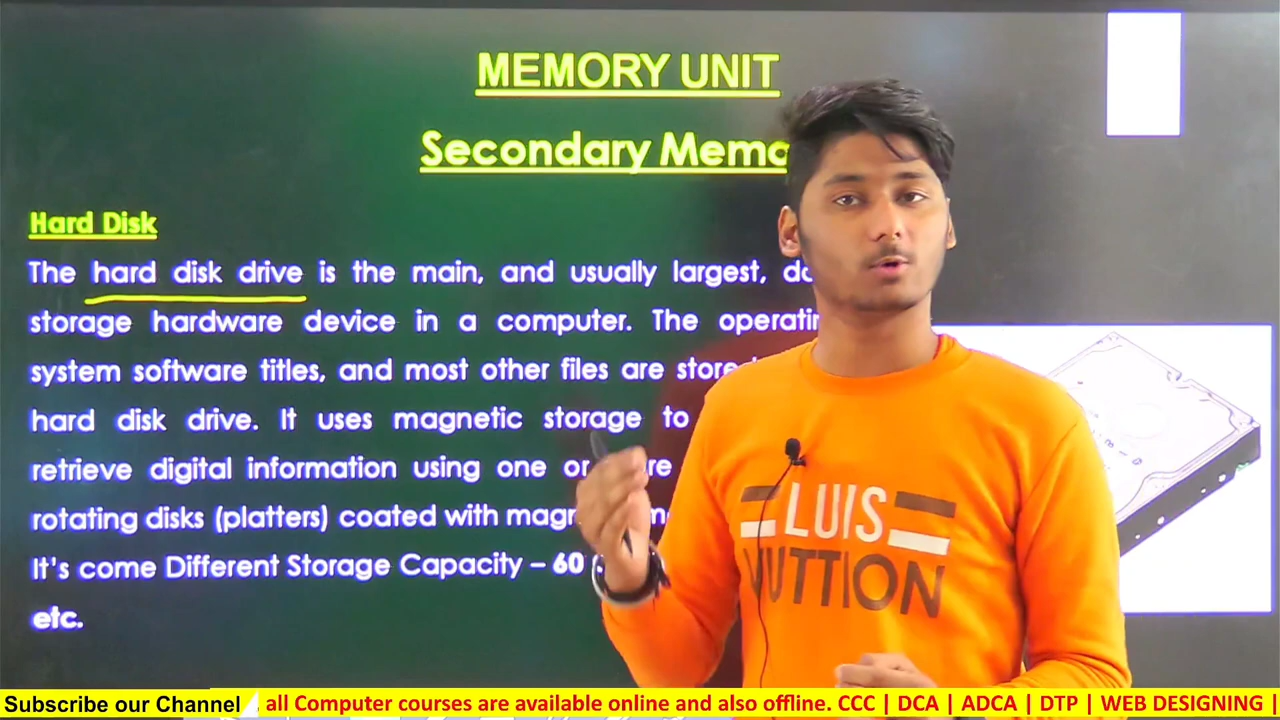 MEMORY UNIT
Secondary Memo
Hard Disk
The hard disk drive is the main, and usually largest,
storage hardware device in a computer. The operatin
system software titles, and most other files are store
hard disk drive. It uses magnetic storage to
retrieve digital information using one or
rotating disks (platters) coated with magn
It's come Different Storage Capacity – 60
etc.
LUIS
VUTTION
Subscribe our Channel all Computer courses are available online and also offline. CCC | DCA | ADCA | DTP | WEB DESIGNING |